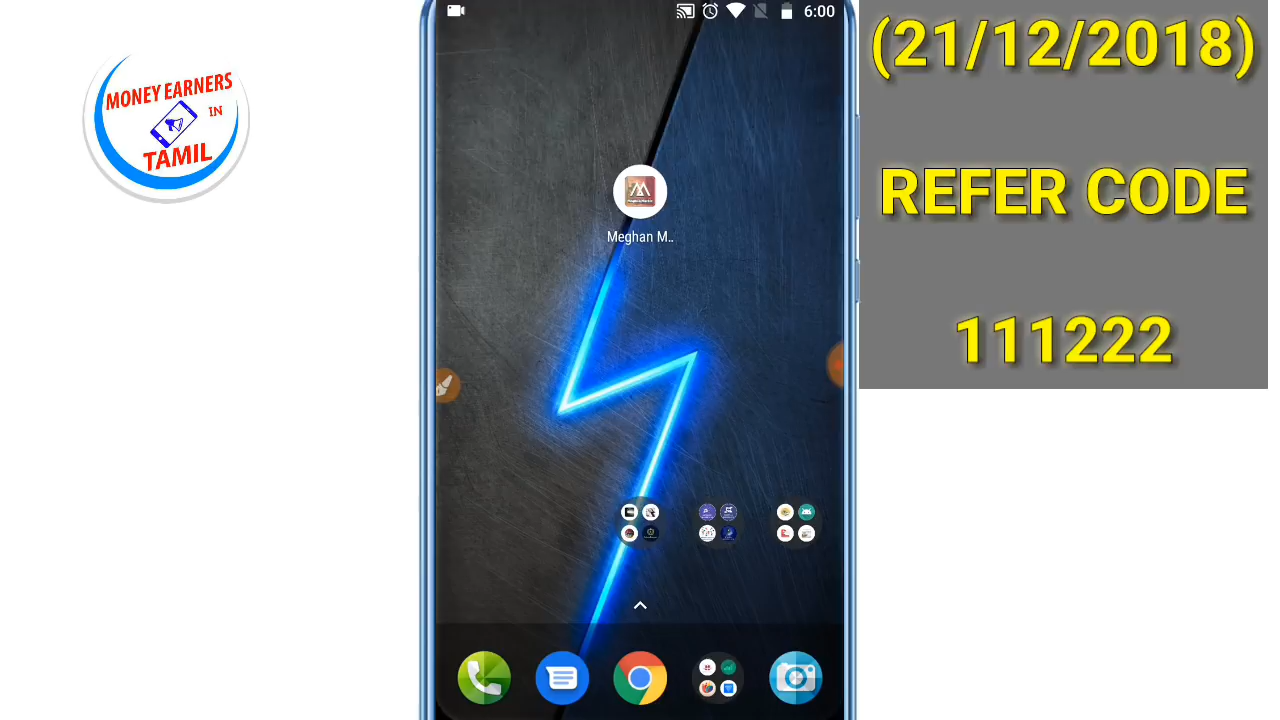 MONEY EARNERS
IN
TAMIL
6:00
Meghan M..
(21/12/2018)
REFER CODE
111222